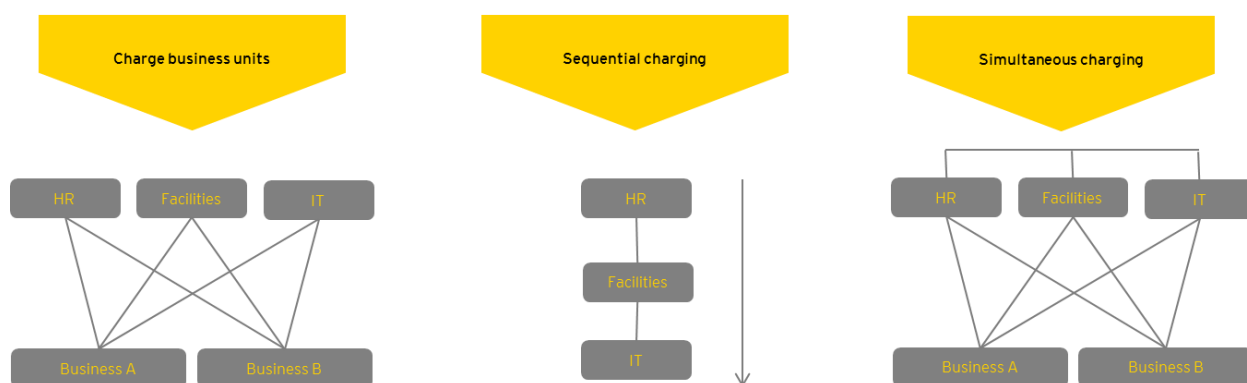 Charge business units
Sequential charging
Simultaneous charging
HR
Facilities
IT
HR
HR
Facilities
IT
Facilities
IT
Business A
Business B
Business A
Business B